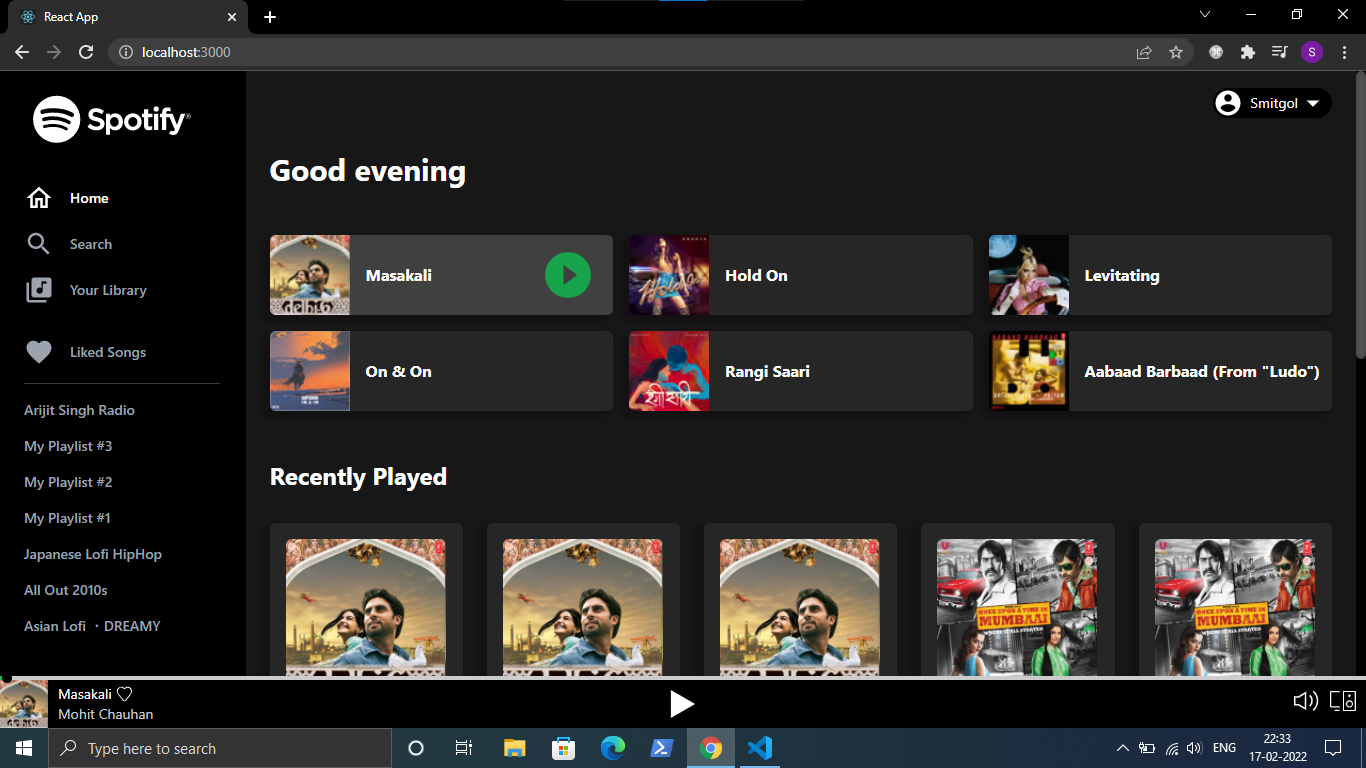 React App
localhost:3000
S
Spotify®
Smitgol
Good evening
Home
Search
Your Library
Liked Songs
Arijit Singh Radio
My Playlist #3
My Playlist #2
My Playlist #1
Japanese Lofi HipHop
All Out 2010s
Asian Lofi ・DREAMY
delhi6
Masakali
Hold On
Levitating
On & On
रंगी सारी
Rangi Saari
Aabaad Barbaad (From "Ludo")
Recently Played
ONCE UPON A TIME IN
MUMBAAI
ONCE UPON A TIME IN
MUMBAAI
Masakali
Mohit Chauhan
Type here to search
ENG
22:33
17-02-2022